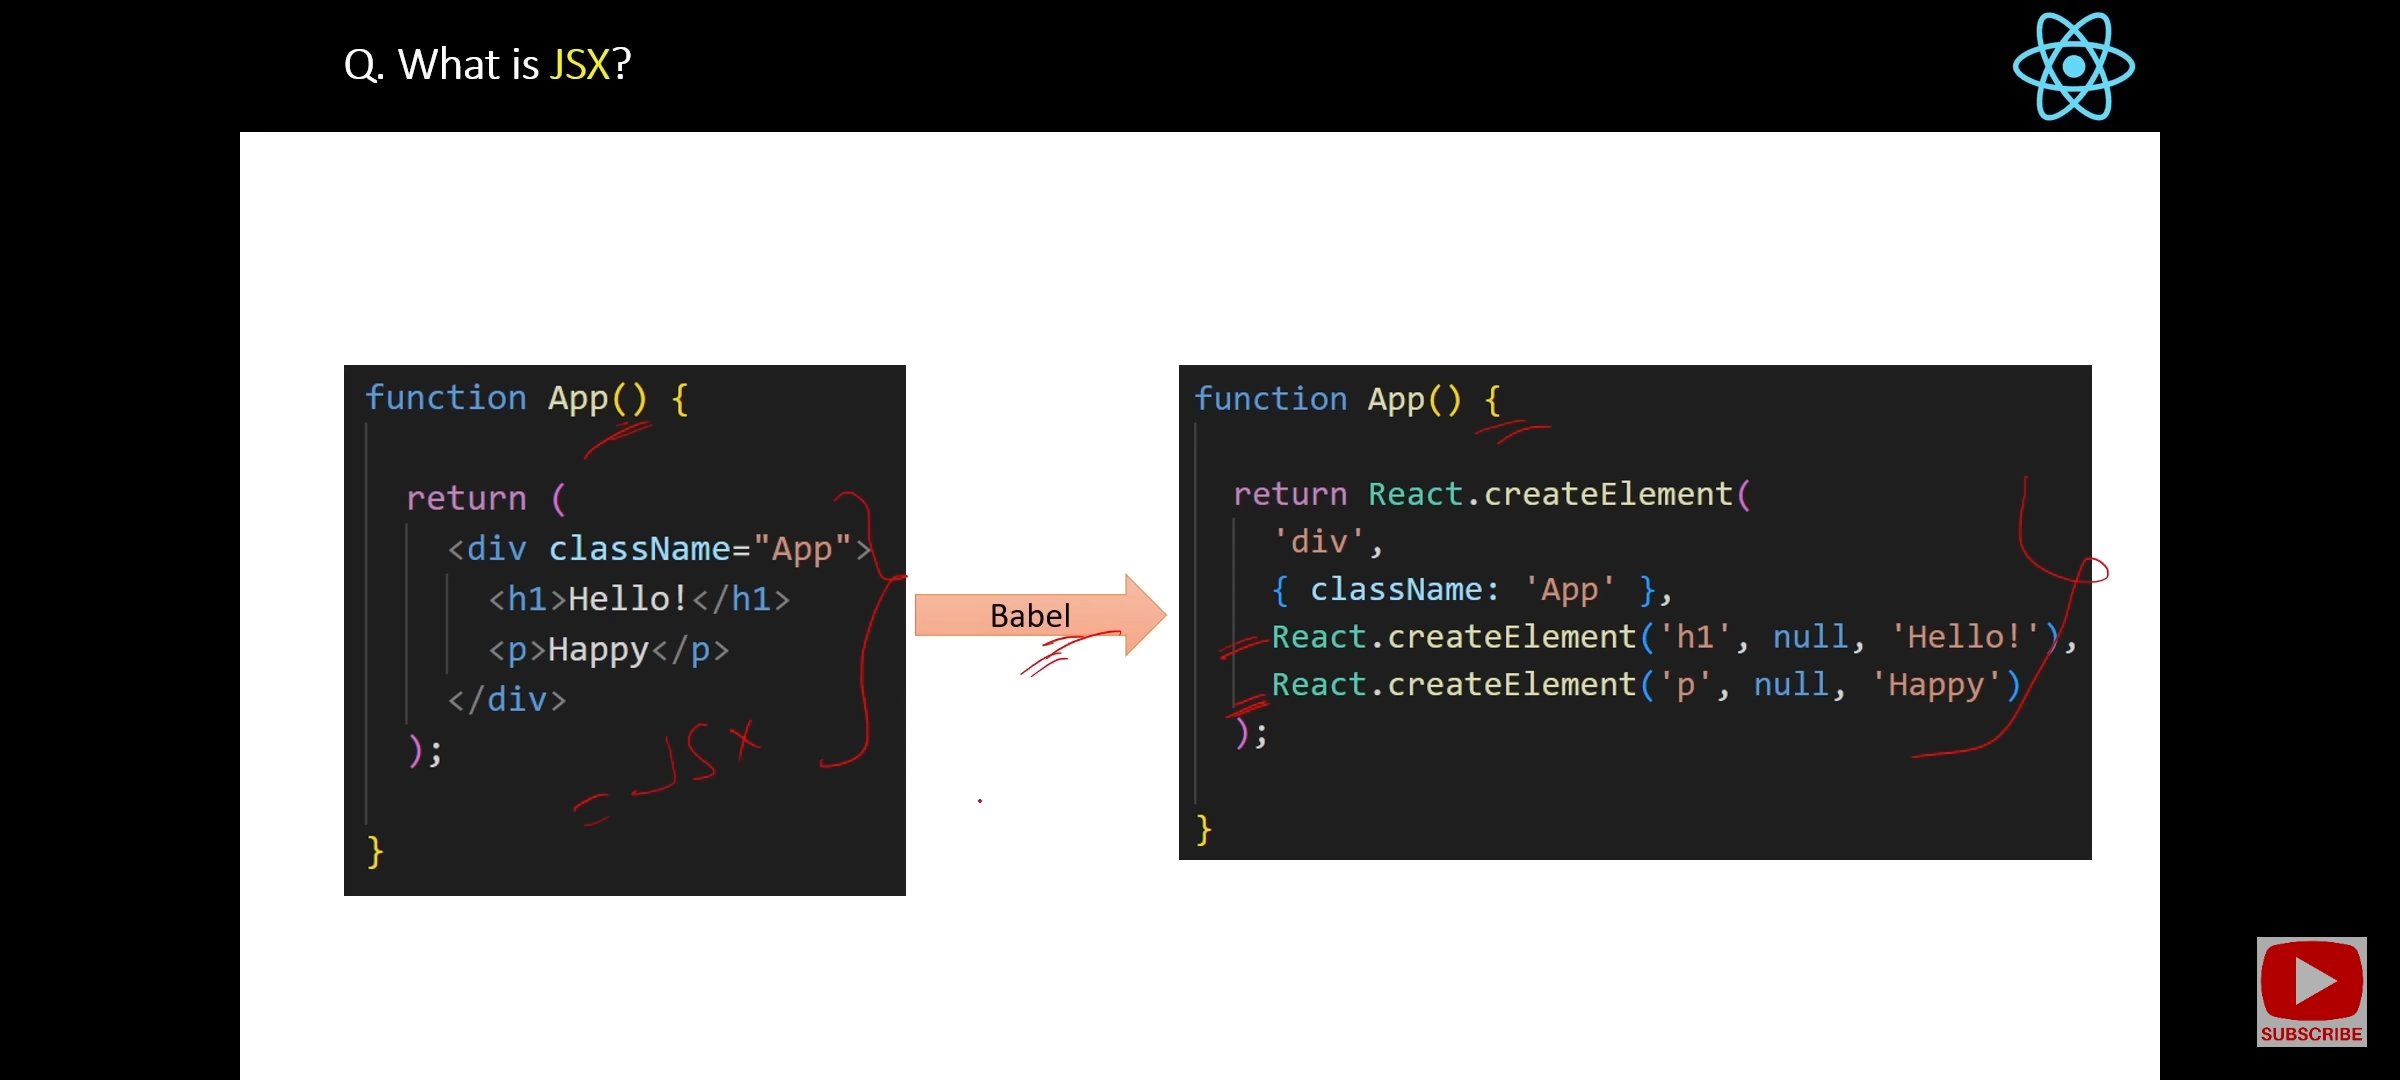 Q. What is JSX?
function App() {
return (
<div className="App">
<h1>Hello!</h1>
<p>Happy</p>
</div>
);
}
= JSX
Babel
function App() {
return React.createElement(
'div',
{ className: 'App' },
React.createElement('h1', null, 'Hello!'),
React.createElement('p', null, 'Happy')
);
}
SUBSCRIBE